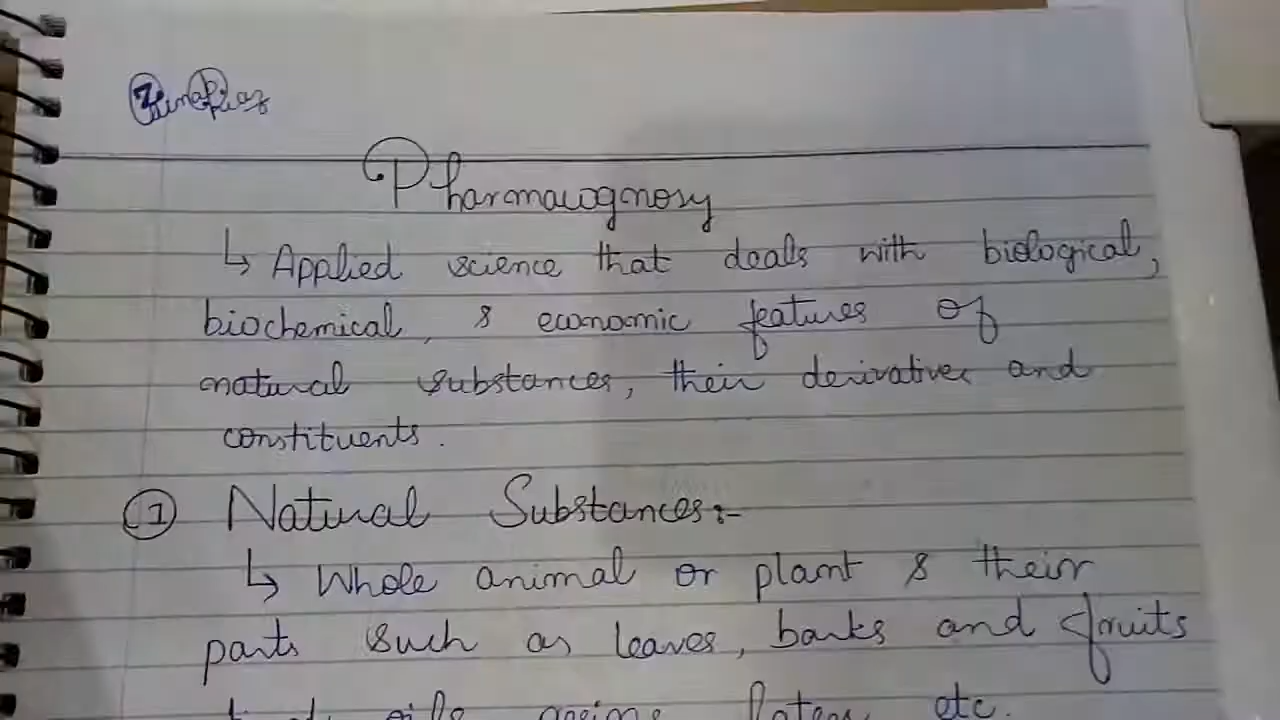 Pharmacognosy
↳ Applied science that deals with biological,
biochemical, & economic features of
natural substances, their derivatives and
constituents.
① Natural Substances:-
↳ Whole animal or plant & their
parts such as leaves, barks and fruits
etc.